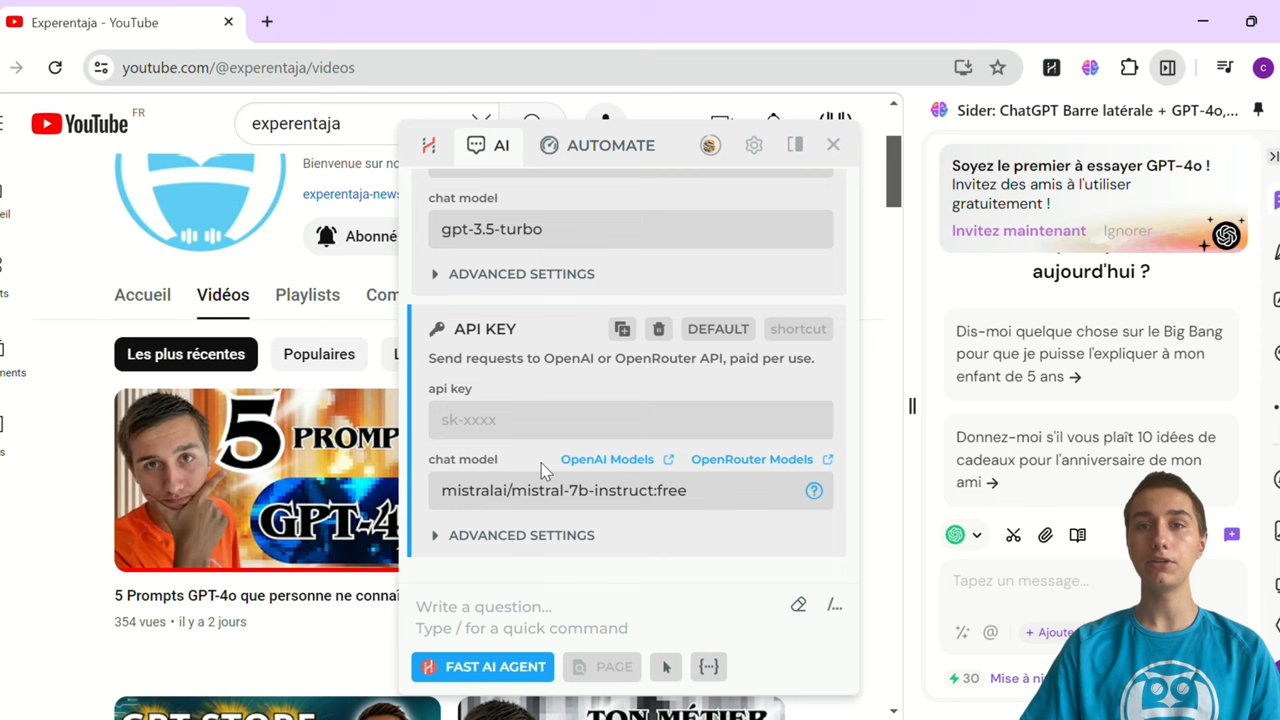 Experentaja - YouTube
youtube.com/@experentaja/videos
C
YouTube FR
experentaja
Bienvenue sur no
experentaja-news
Abonné
Accueil Vidéos Playlists Com
Les plus récentes Populaires
5 PROMP
GPT-4
5 Prompts GPT-4o que personne ne connaî
354 vues • il y a 2 jours
GPT STORE
TON MÉTIER
AI AUTOMATE
chat model
gpt-3.5-turbo
ADVANCED SETTINGS
API KEY DEFAULT shortcut
Send requests to OpenAI or OpenRouter API, paid per use.
api key
sk-xxxx
chat model OpenAI Models OpenRouter Models
mistralai/mistral-7b-instruct:free
ADVANCED SETTINGS
Write a question...
/...
Type / for a quick command
FAST AI AGENT PAGE
Sider: ChatGPT Barre latérale + GPT-4o,...
Soyez le premier à essayer GPT-4o !
Invitez des amis à l'utiliser
gratuitement !
Invitez maintenant Ignorer
aujourd'hui ?
Dis-moi quelque chose sur le Big Bang
pour que je puisse l'expliquer à mon
enfant de 5 ans →
Donnez-moi s'il vous plaît 10 idées de
cadeaux pour l'anniversaire de mon
ami →
Tapez un message...
+ Ajoute
30 Mise à ni